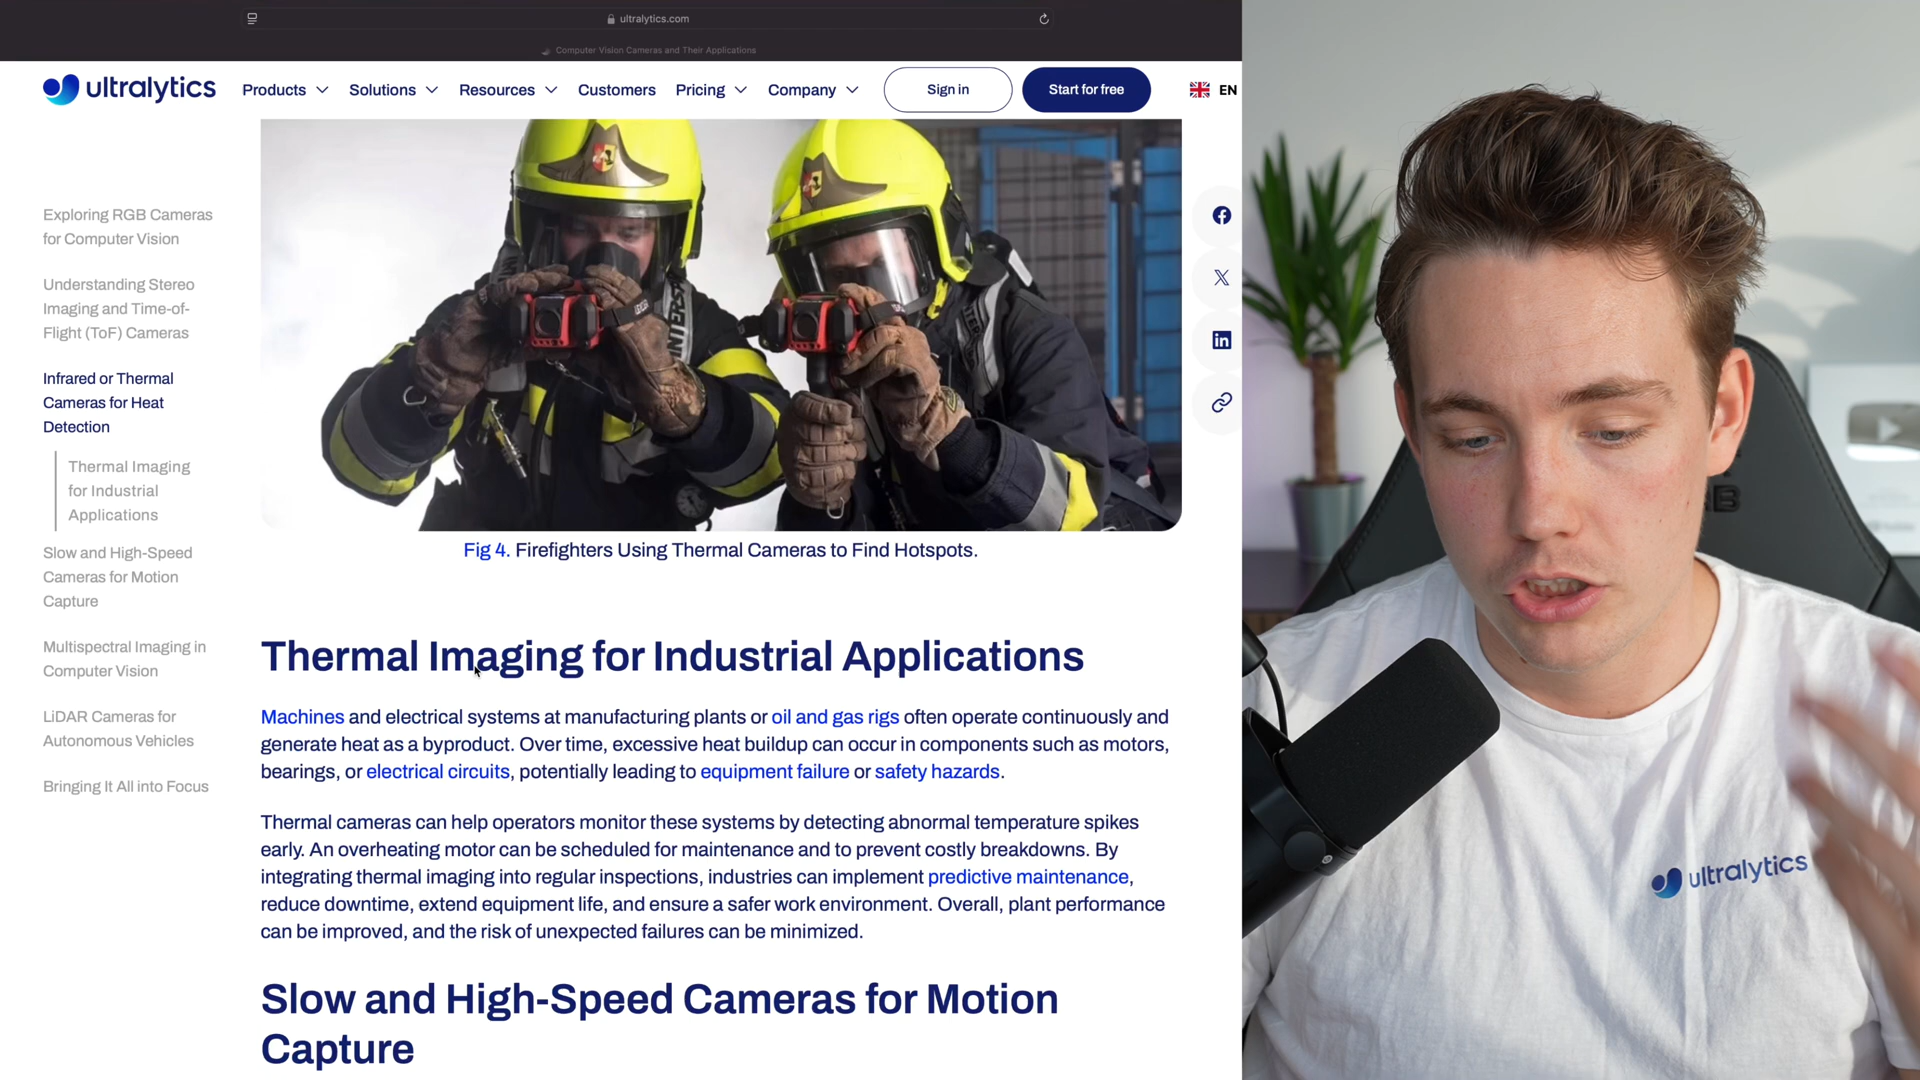 ultralytics.com
Computer Vision Cameras and Their Applications
ultralytics
Products
Solutions
Resources
Customers
Pricing
Company
Sign in
Start for free
EN
Exploring RGB Cameras
for Computer Vision
Understanding Stereo
Imaging and Time-of-
Flight (ToF) Cameras
Infrared or Thermal
Cameras for Heat
Detection
Thermal Imaging
for Industrial
Applications
Slow and High-Speed
Cameras for Motion
Capture
Multispectral Imaging in
Computer Vision
LiDAR Cameras for
Autonomous Vehicles
Bringing It All into Focus
Fig 4. Firefighters Using Thermal Cameras to Find Hotspots.
Thermal Imaging for Industrial Applications
Machines and electrical systems at manufacturing plants or oil and gas rigs often operate continuously and
generate heat as a byproduct. Over time, excessive heat buildup can occur in components such as motors,
bearings, or electrical circuits, potentially leading to equipment failure or safety hazards.
Thermal cameras can help operators monitor these systems by detecting abnormal temperature spikes
early. An overheating motor can be scheduled for maintenance and to prevent costly breakdowns. By
integrating thermal imaging into regular inspections, industries can implement predictive maintenance,
reduce downtime, extend equipment life, and ensure a safer work environment. Overall, plant performance
can be improved, and the risk of unexpected failures can be minimized.
Slow and High-Speed Cameras for Motion
Capture
ultralytics